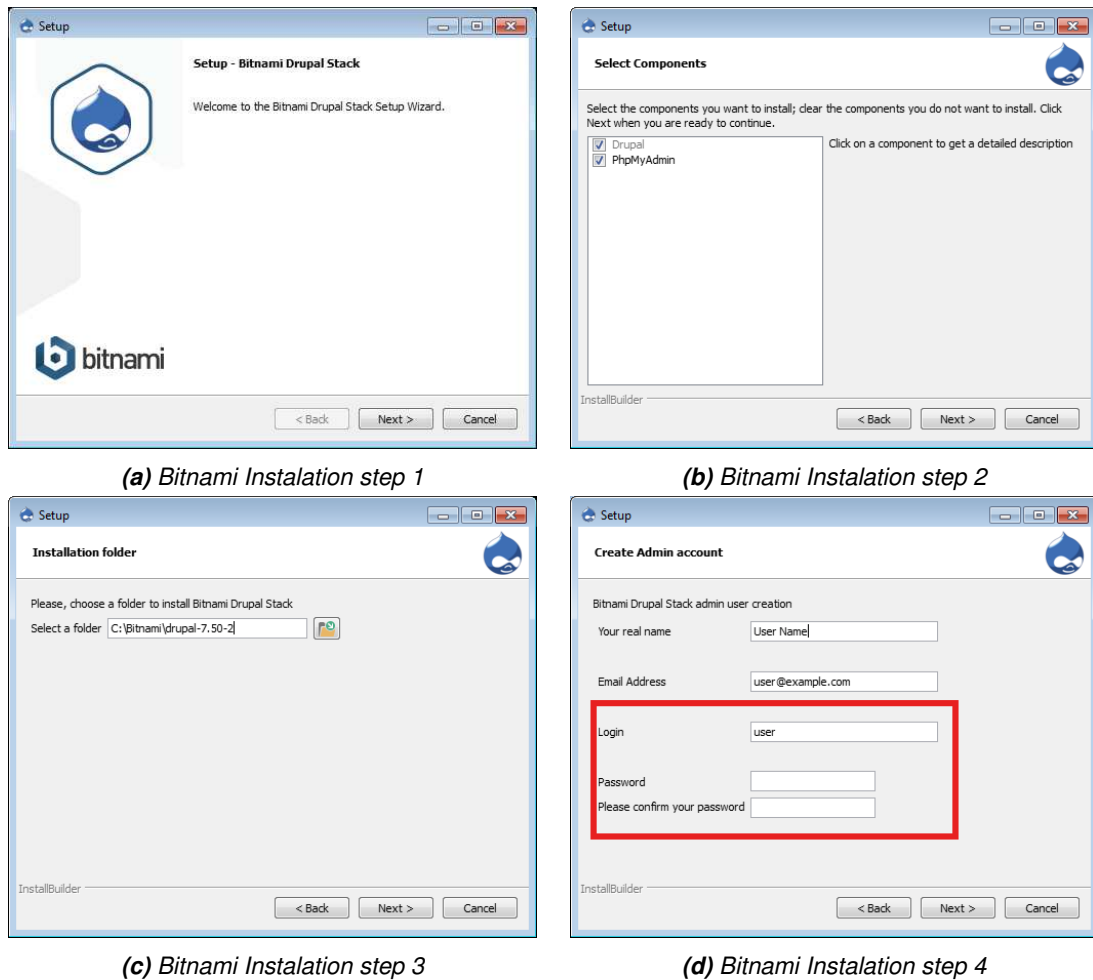 Setup
Setup - Bitnami Drupal Stack
Welcome to the Bitnami Drupal Stack Setup Wizard.
bitnami
< Back
Next >
Cancel
(a) Bitnami Instalation step 1
Setup
Select Components
Select the components you want to install; clear the components you do not want to install. Click
Next when you are ready to continue.
Drupal
PhpMyAdmin
Click on a component to get a detailed description
InstallBuilder
< Back
Next >
Cancel
(b) Bitnami Instalation step 2
Setup
Installation folder
Please, choose a folder to install Bitnami Drupal Stack
Select a folder C:\Bitnami\drupal-7.50-2
InstallBuilder
< Back
Next >
Cancel
(c) Bitnami Instalation step 3
Setup
Create Admin account
Bitnami Drupal Stack admin user creation
Your real name User Name
Email Address user@example.com
Login user
Password
Please confirm your password
InstallBuilder
< Back
Next >
Cancel
(d) Bitnami Instalation step 4